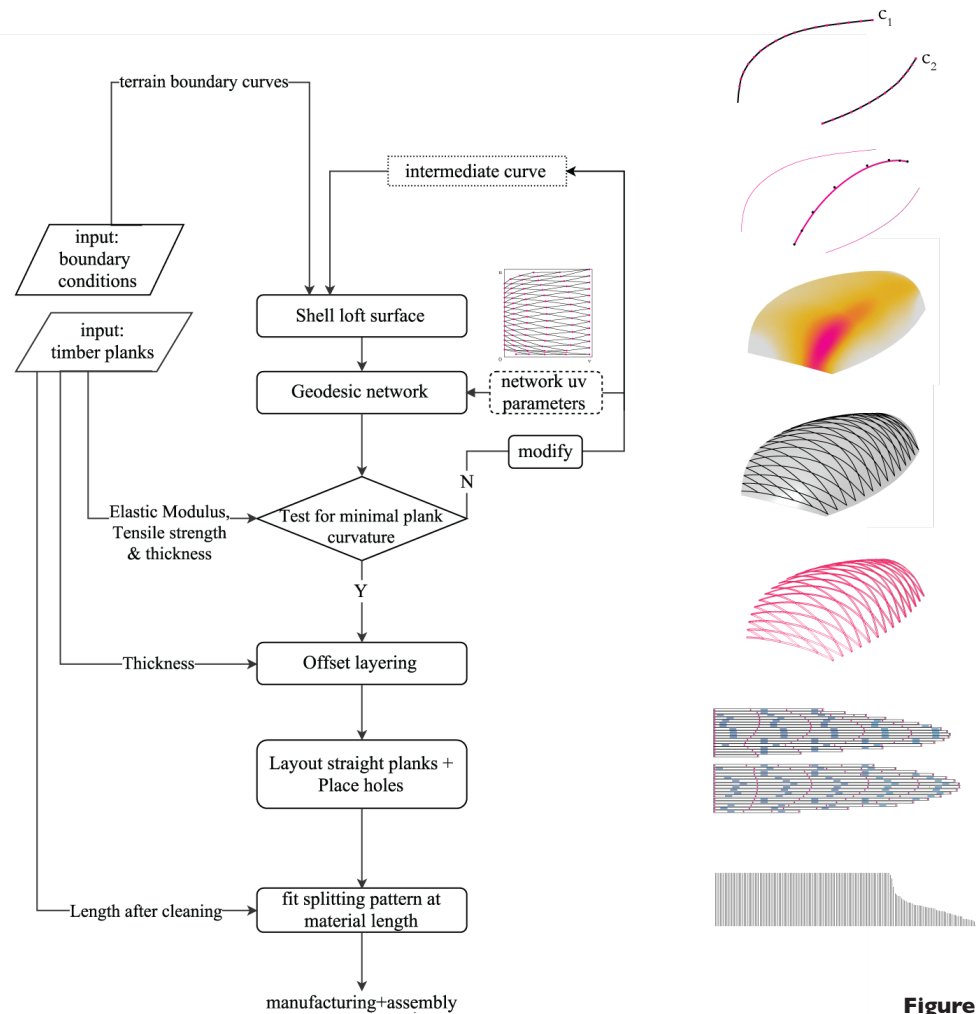 C1
C2
terrain boundary curves
intermediate curve
input:
boundary
conditions
Shell loft surface
u
0
v
input:
timber planks
Geodesic network
network uv
parameters
modify
N
Elastic Modulus,
Tensile strength
& thickness
Test for minimal plank
curvature
Y
Thickness
Offset layering
Layout straight planks +
Place holes
Length after cleaning
fit splitting pattern at
material length
manufacturing+assembly
Figure